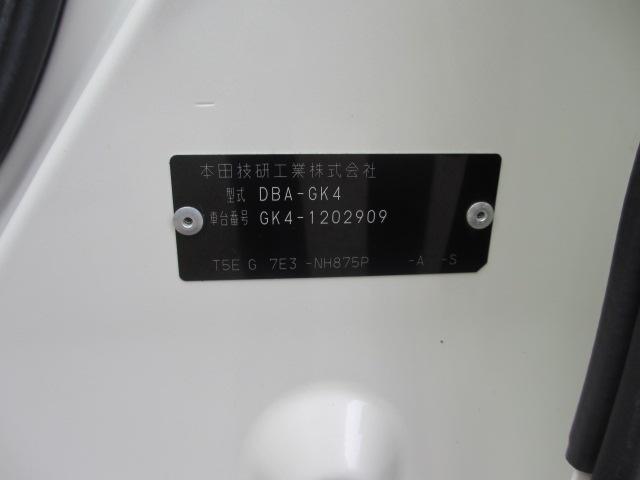 本田技研工業株式会社
型式 DBA-GK4
車台番号 GK4-1202909
T5E G 7E3 -NH875P -A -S